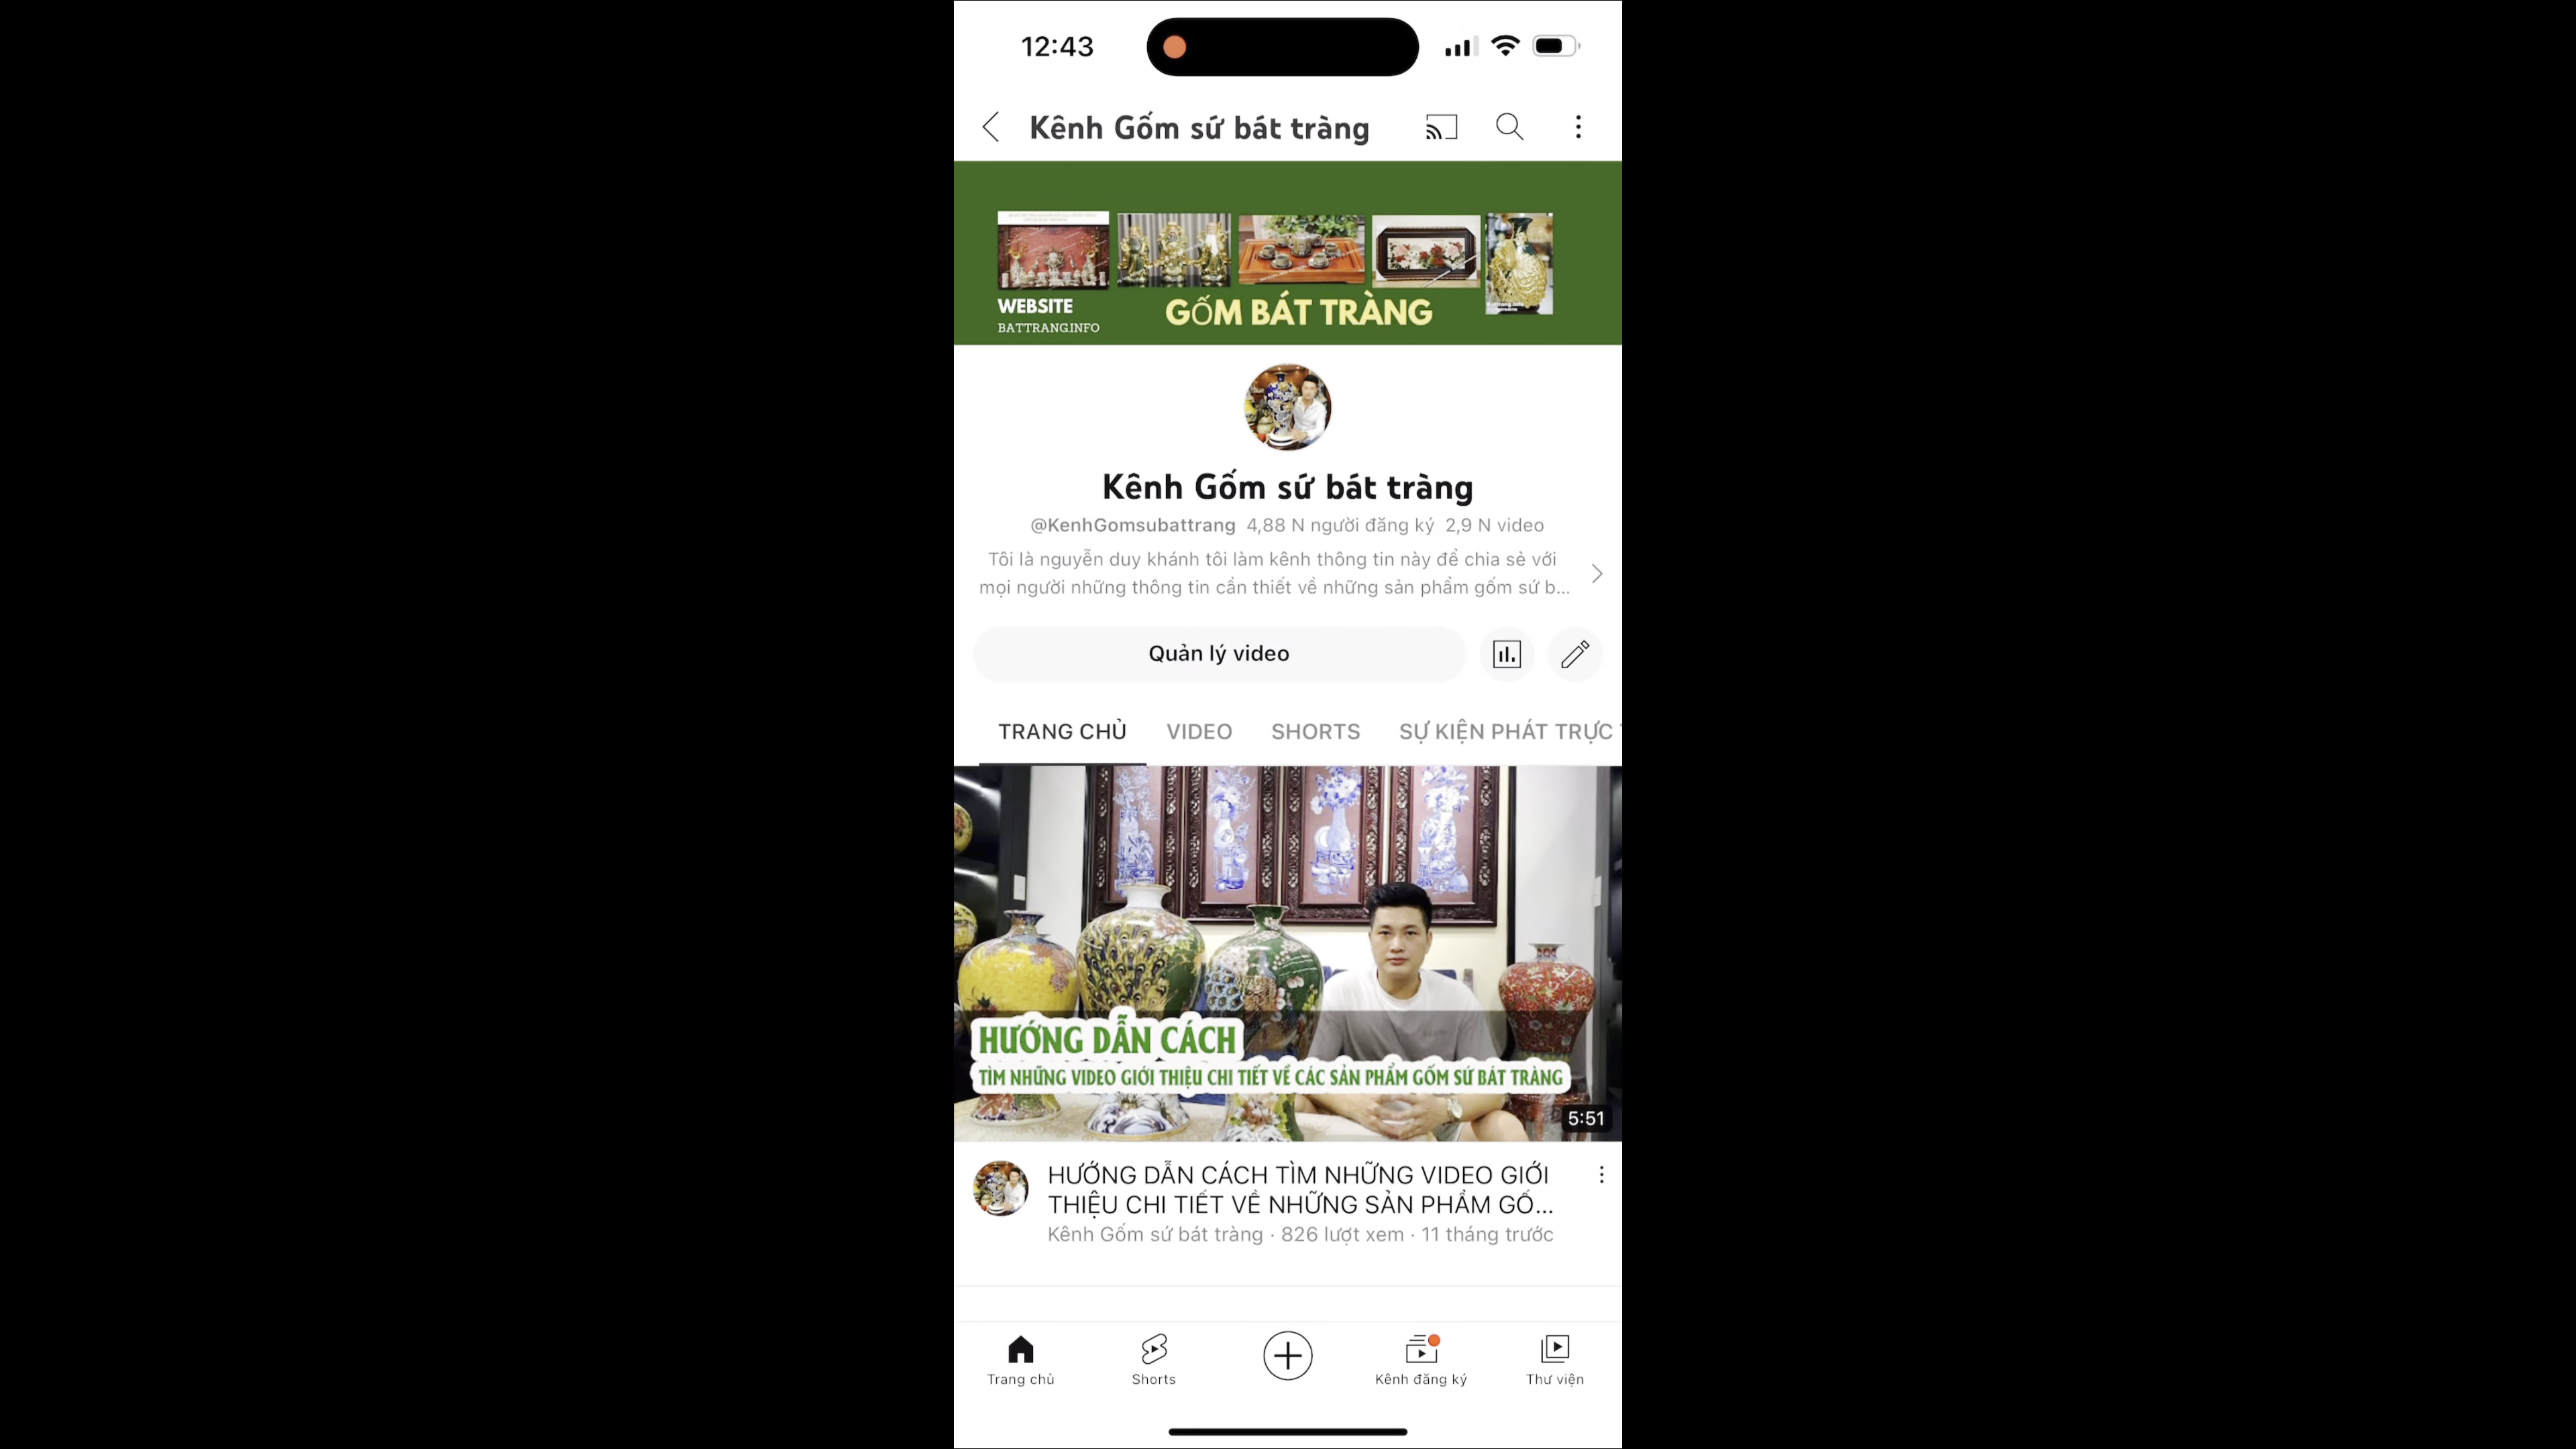 12:43
Kênh Gốm sứ bát tràng
WEBSITE
BATTRANG.INFO
GỐM BÁT TRÀNG
Kênh Gốm sứ bát tràng
@KenhGomsubattrang 4,88 N người đăng ký 2,9 N video
Tôi là nguyễn duy khánh tôi làm kênh thông tin này để chia sẻ với
mọi người những thông tin cần thiết về những sản phẩm gốm sứ b...
Quản lý video
TRANG CHỦ VIDEO SHORTS SỰ KIỆN PHÁT TRỰC
HƯỚNG DẪN CÁCH
TÌM NHỮNG VIDEO GIỚI THIỆU CHI TIẾT VỀ CÁC SẢN PHẨM GỐM SỨ BÁT TRÀNG
5:51
HƯỚNG DẪN CÁCH TÌM NHỮNG VIDEO GIỚI
THIỆU CHI TIẾT VỀ NHỮNG SẢN PHẨM GỐ...
Kênh Gốm sứ bát tràng · 826 lượt xem · 11 tháng trước
Trang chủ Shorts Kênh đăng ký Thư viện